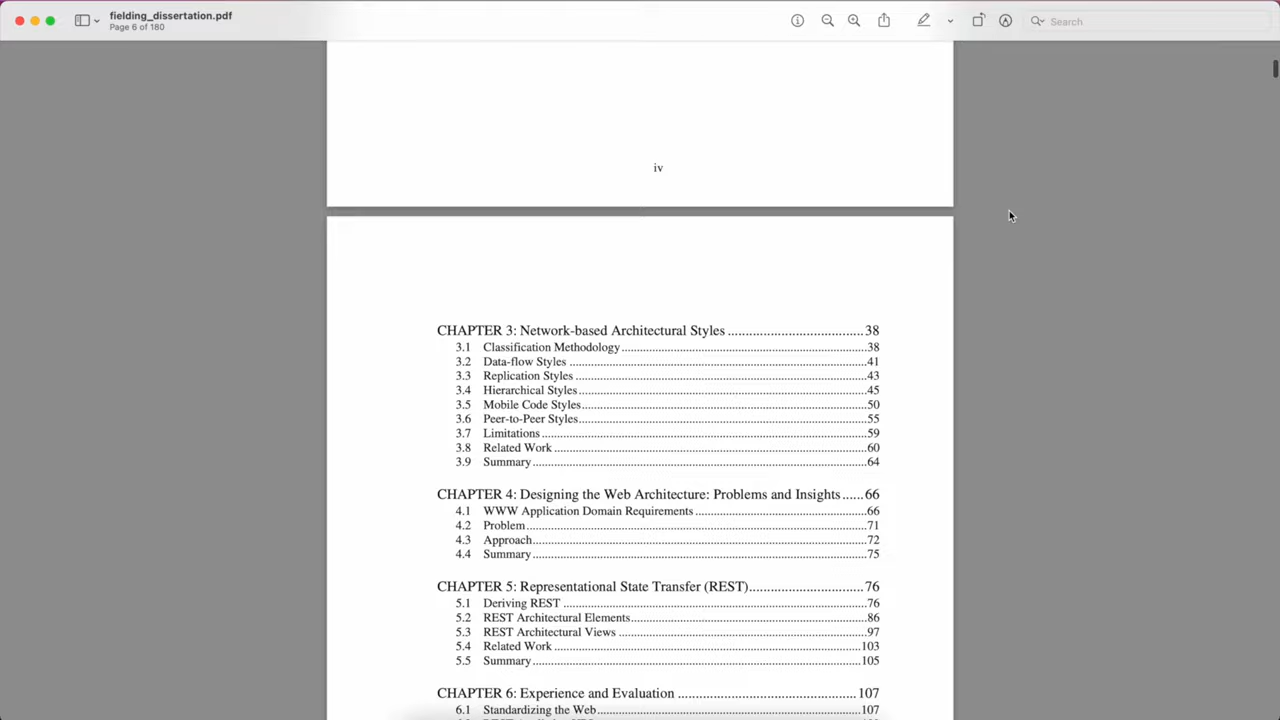 fielding_dissertation.pdf
Page 6 of 180
Search
iv
CHAPTER 3: Network-based Architectural Styles ...............................38
3.1 Classification Methodology.....................................................................38
3.2 Data-flow Styles .....................................................................................41
3.3 Replication Styles ...................................................................................43
3.4 Hierarchical Styles..................................................................................45
3.5 Mobile Code Styles.................................................................................50
3.6 Peer-to-Peer Styles..................................................................................55
3.7 Limitations..............................................................................................59
3.8 Related Work ..........................................................................................60
3.9 Summary.................................................................................................64
CHAPTER 4: Designing the Web Architecture: Problems and Insights ......66
4.1 WWW Application Domain Requirements ............................................66
4.2 Problem...................................................................................................71
4.3 Approach.................................................................................................72
4.4 Summary.................................................................................................75
CHAPTER 5: Representational State Transfer (REST)..........................76
5.1 Deriving REST .......................................................................................76
5.2 REST Architectural Elements.................................................................86
5.3 REST Architectural Views .....................................................................97
5.4 Related Work ........................................................................................103
5.5 Summary...............................................................................................105
CHAPTER 6: Experience and Evaluation .........................................107
6.1 Standardizing the Web..........................................................................107